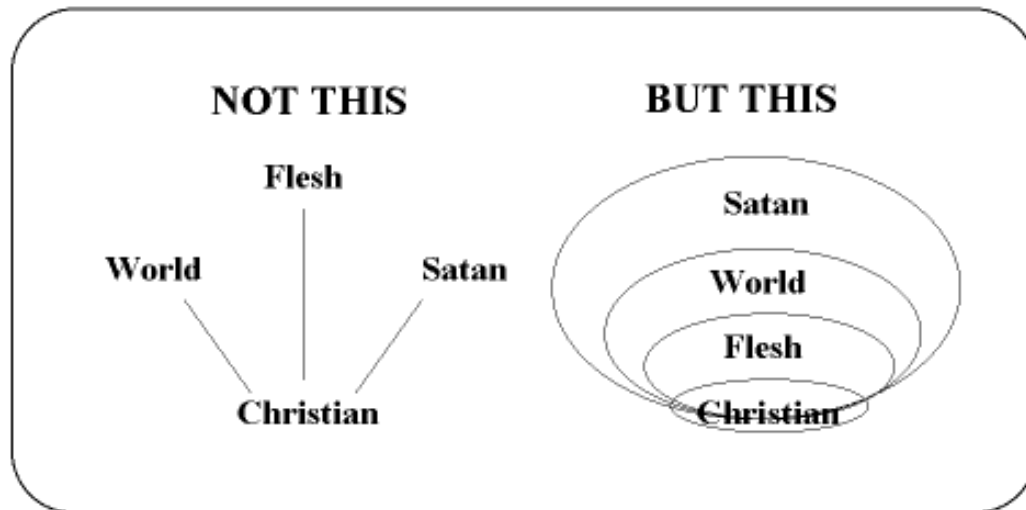 NOT THIS
Flesh
World
Satan
Christian
BUT THIS
Satan
World
Flesh
Christian